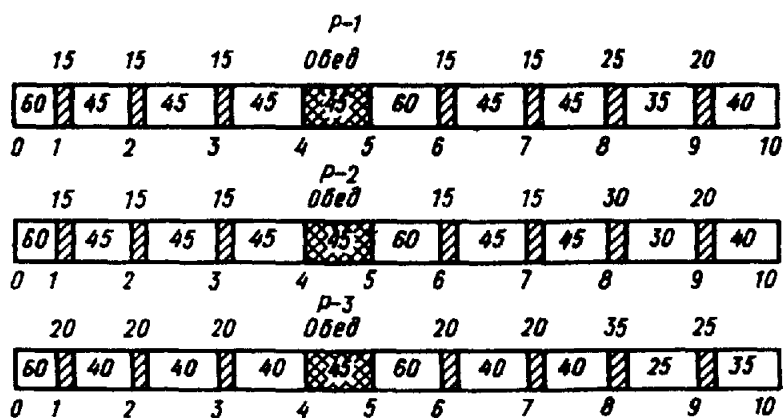 Р-1
15 15 15 Обед 15 15 25 20
60 45 45 45 45 60 45 45 35 40
0 1 2 3 4 5 6 7 8 9 10
Р-2
15 15 15 Обед 15 15 30 20
60 45 45 45 45 60 45 45 30 40
0 1 2 3 4 5 6 7 8 9 10
Р-3
20 20 20 Обед 20 20 35 25
60 40 40 40 45 60 40 40 25 35
0 1 2 3 4 5 6 7 8 9 10